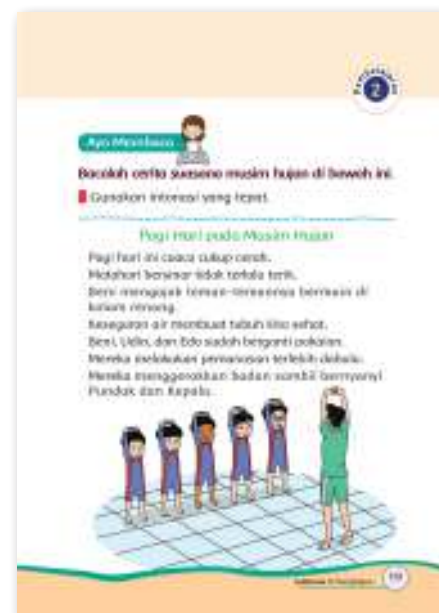 Pembelajaran
2
Ayo Membaca
Bacalah cerita suasana musim hujan di bawah ini.
Gunakan intonasi yang tepat.
Pagi Hari pada Musim Hujan
Pagi hari ini cuaca cukup cerah.
Matahari bersinar tidak terlalu terik.
Beni mengajak teman-temannya bermain di
kolam renang.
Kesegaran air membuat tubuh kita sehat.
Beni, Udin, dan Edo sudah berganti pakaian.
Mereka melakukan pemanasan terlebih dahulu.
Mereka menggerakkan badan sambil bernyanyi
Pundak dan Kepala.